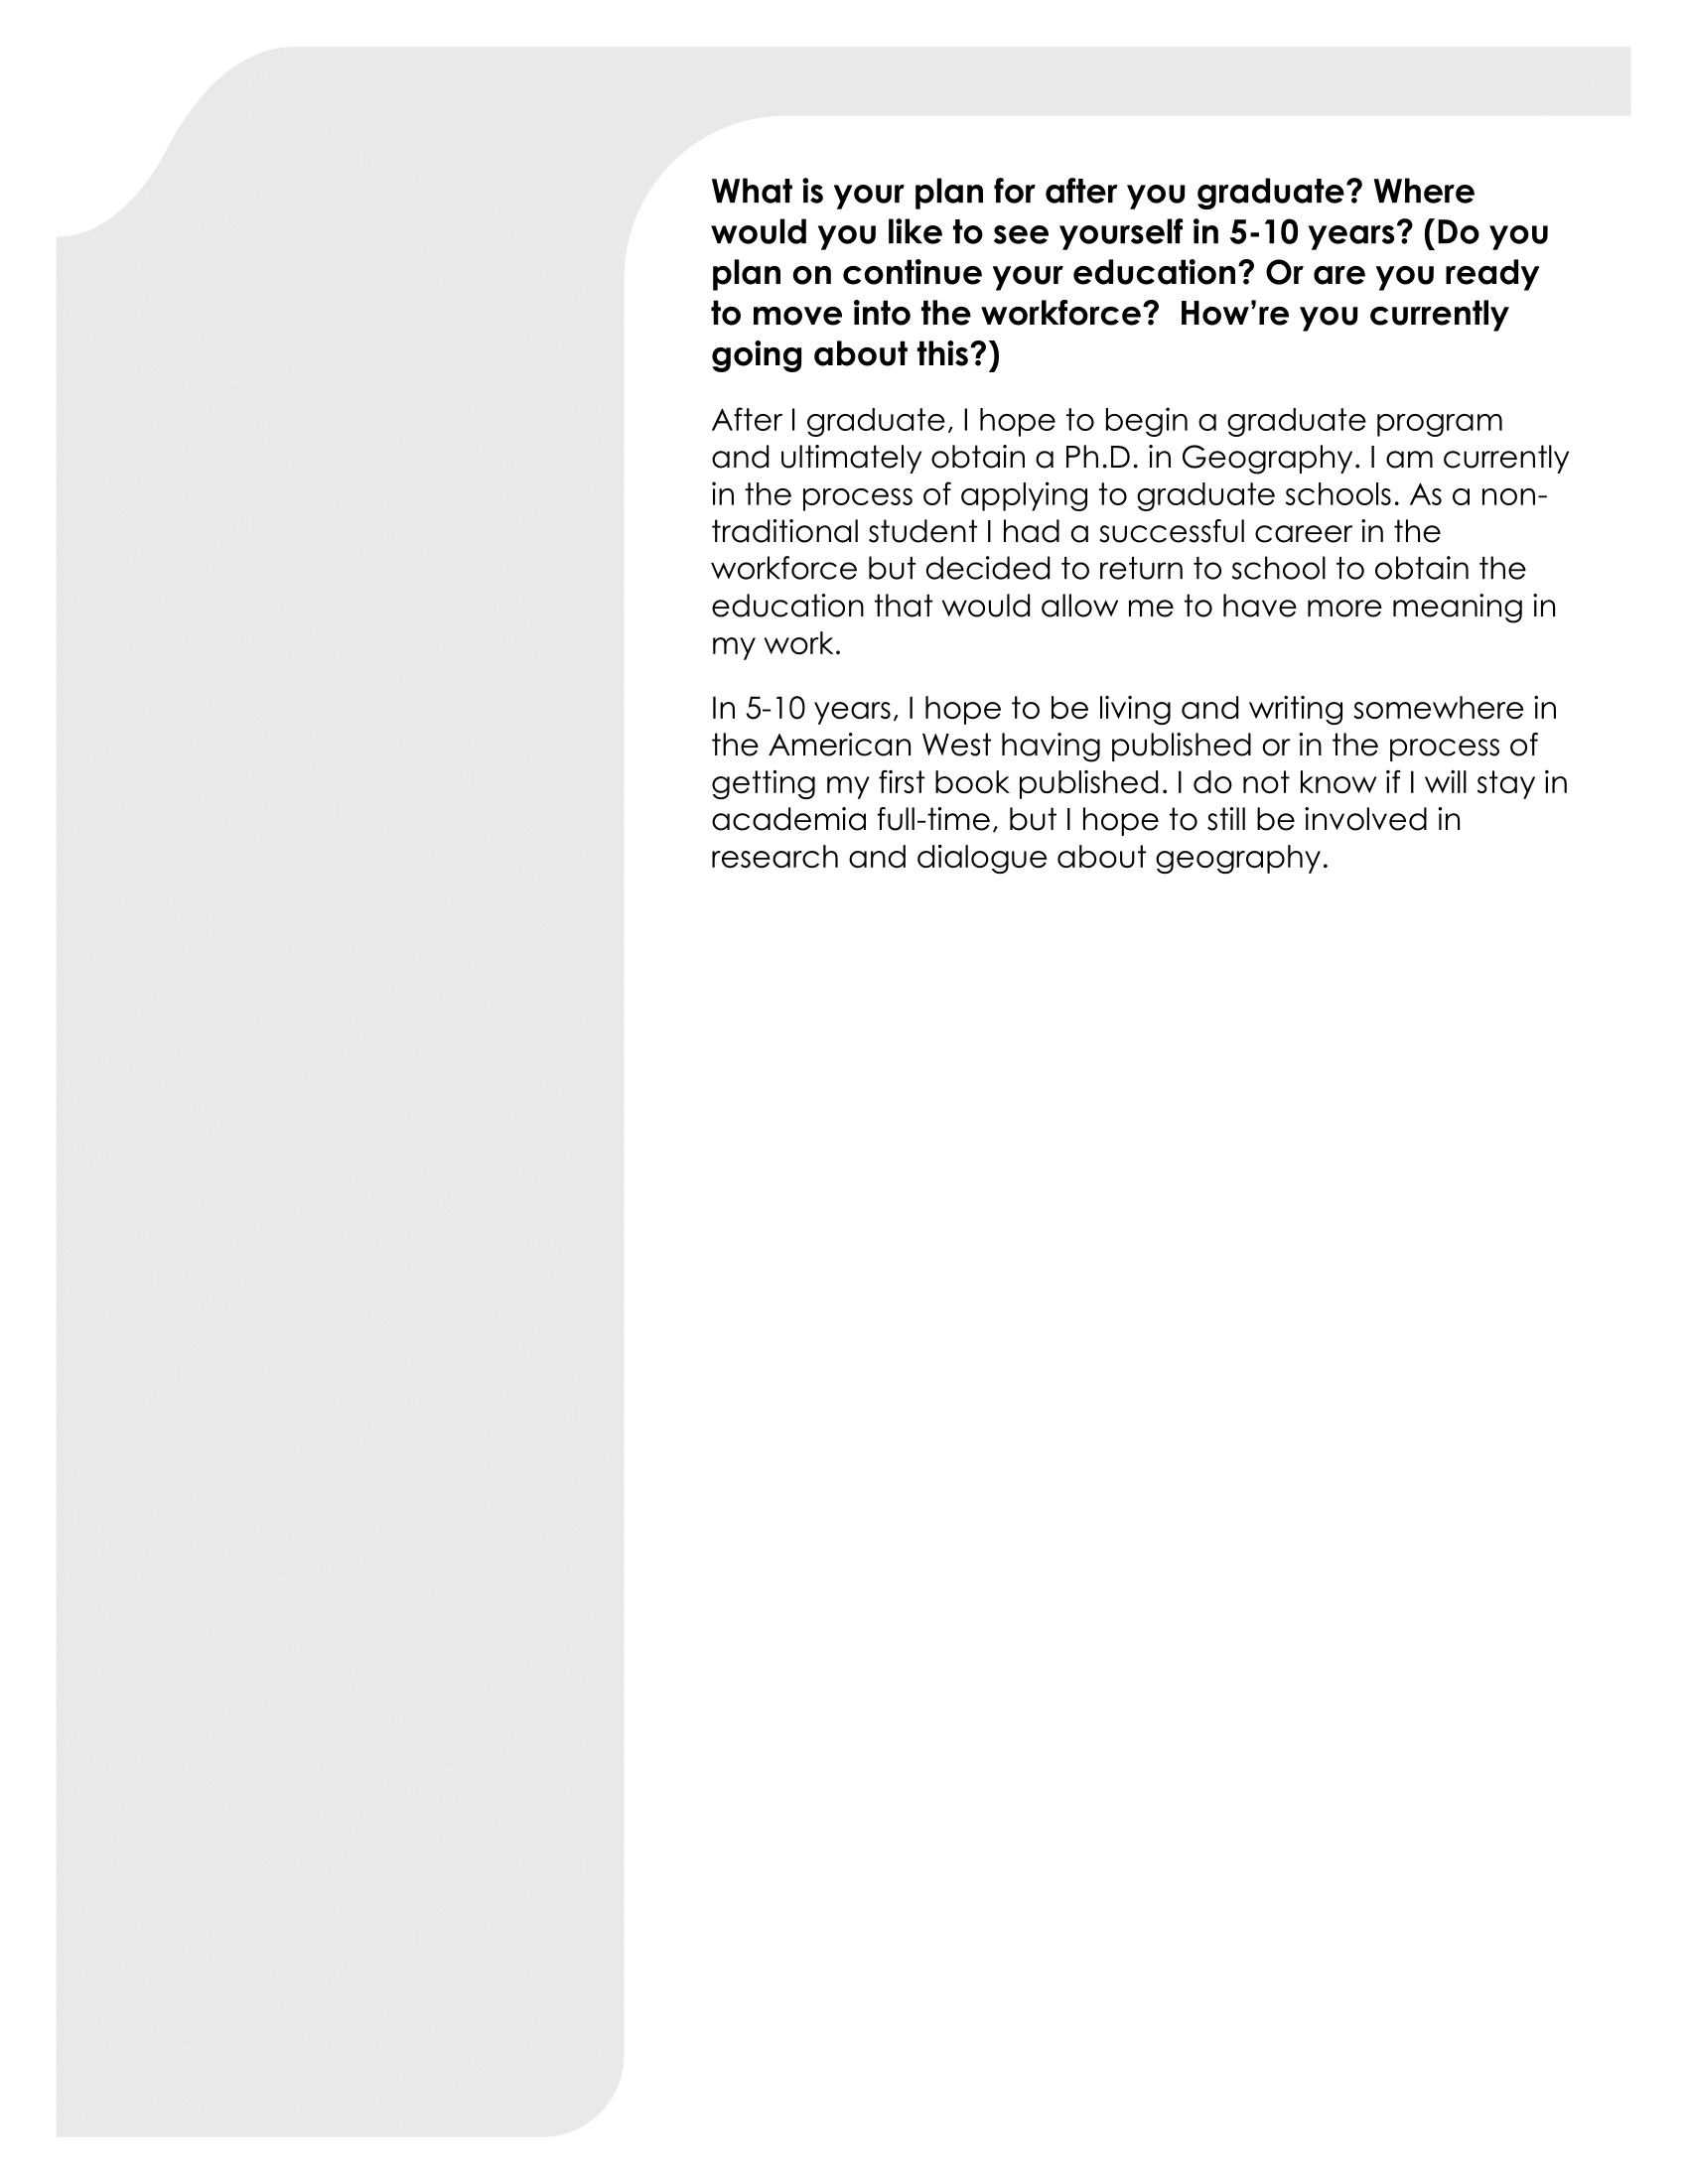 What is your plan for after you graduate? Where
would you like to see yourself in 5-10 years? (Do you
plan on continue your education? Or are you ready
to move into the workforce?  How’re you currently
going about this?)
After I graduate, I hope to begin a graduate program
and ultimately obtain a Ph.D. in Geography. I am currently
in the process of applying to graduate schools. As a non-
traditional student I had a successful career in the
workforce but decided to return to school to obtain the
education that would allow me to have more meaning in
my work.
In 5-10 years, I hope to be living and writing somewhere in
the American West having published or in the process of
getting my first book published. I do not know if I will stay in
academia full-time, but I hope to still be involved in
research and dialogue about geography.